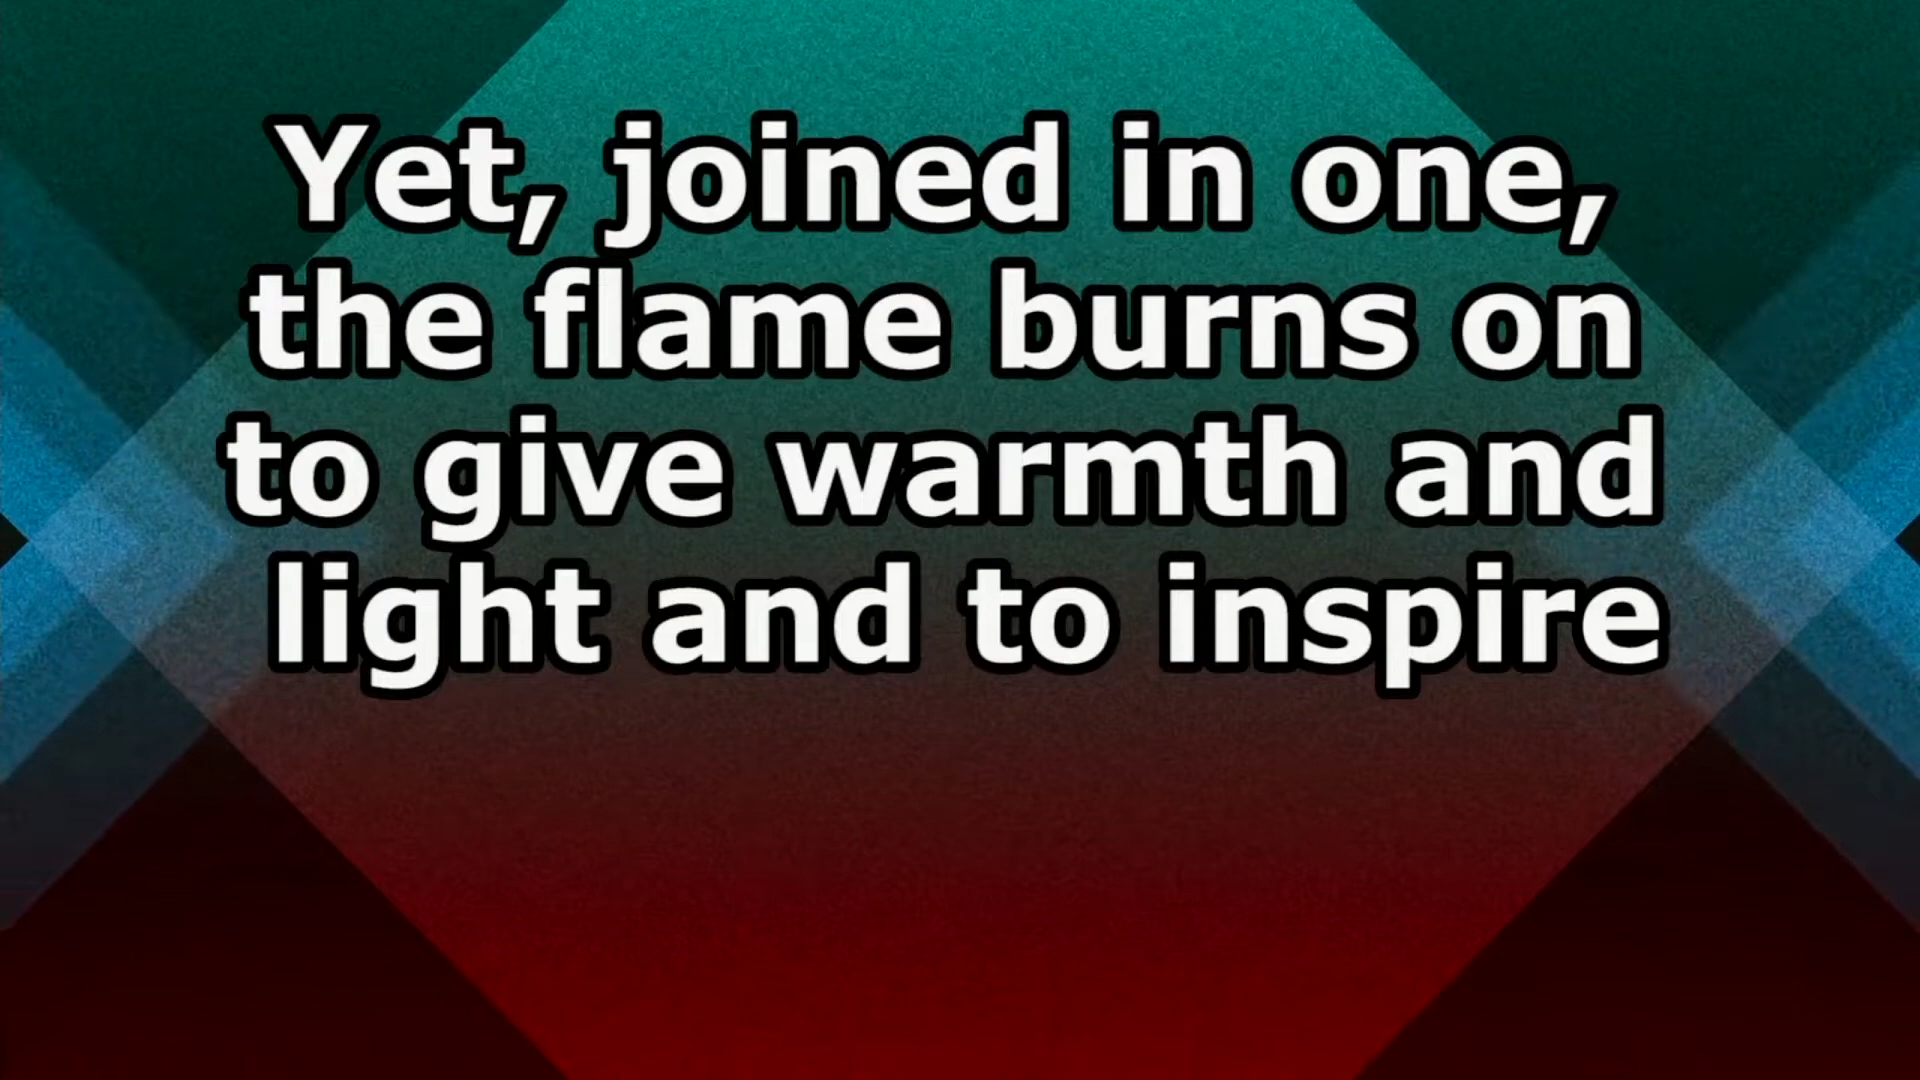 Yet, joined in one,
the flame burns on
to give warmth and
light and to inspire